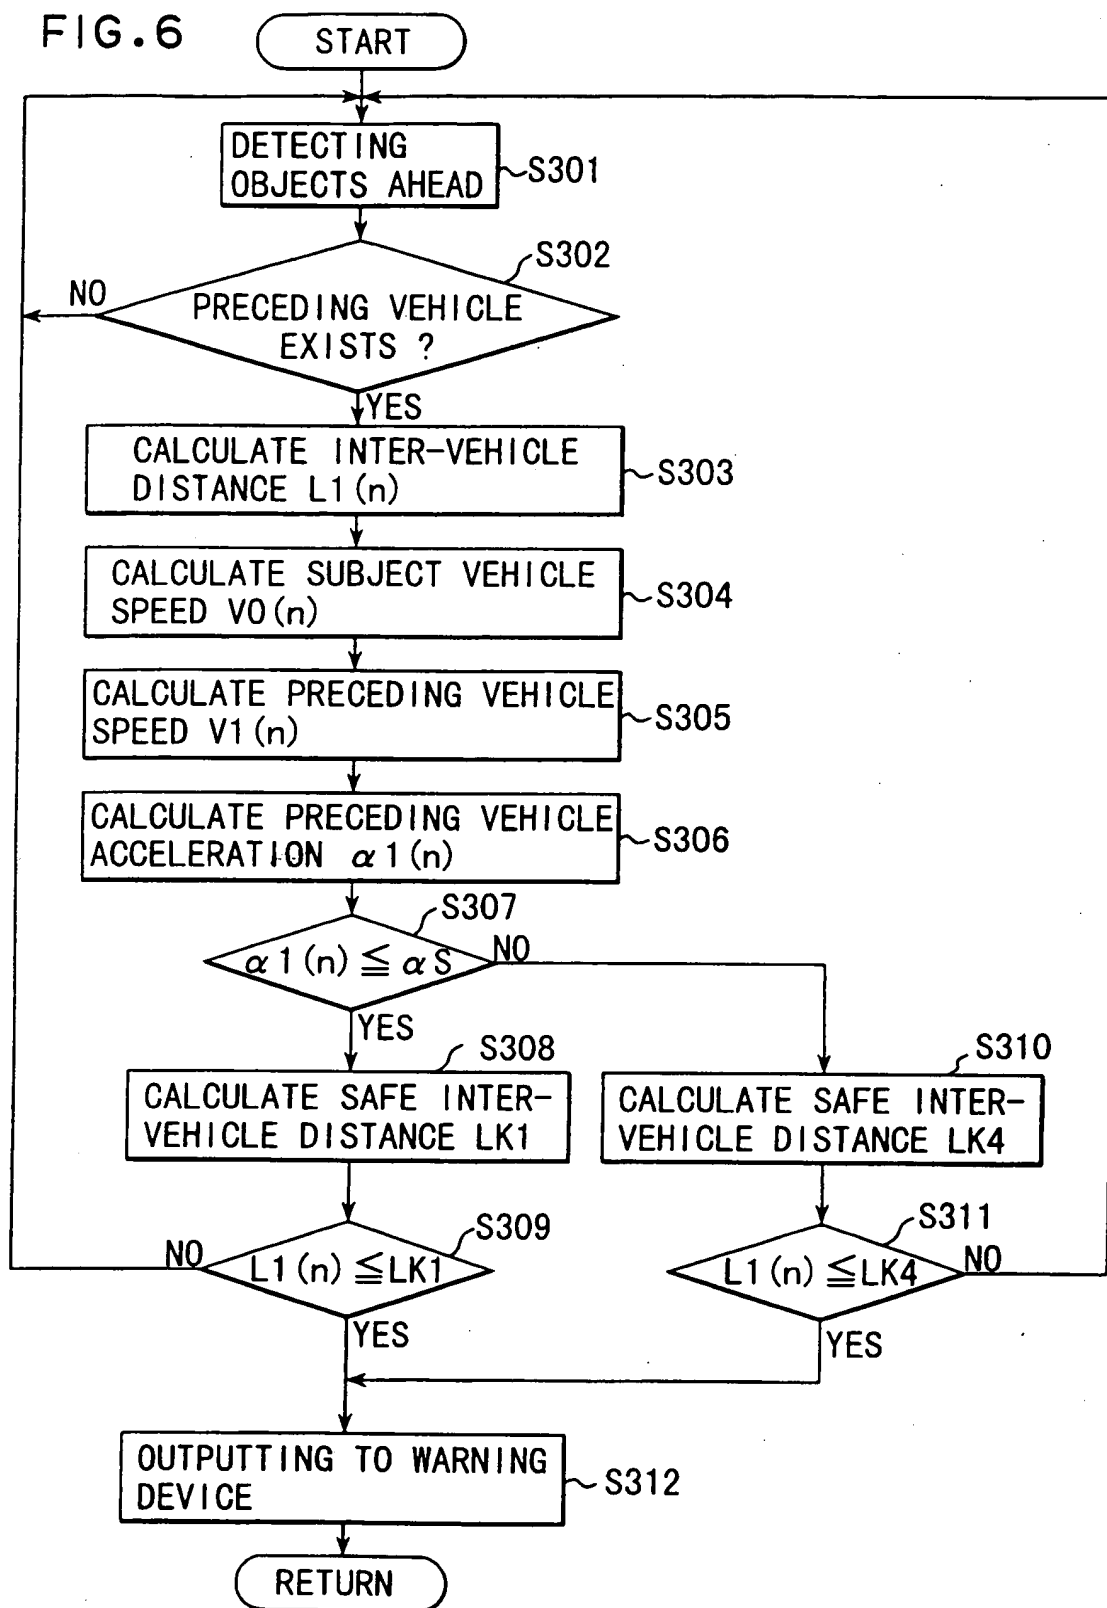 FIG.6
START
DETECTING
OBJECTS AHEAD
S301
S302
NO
PRECEDING VEHICLE
EXISTS ?
YES
CALCULATE INTER-VEHICLE
DISTANCE L1(n)
S303
CALCULATE SUBJECT VEHICLE
SPEED V0(n)
S304
CALCULATE PRECEDING VEHICLE
SPEED V1(n)
S305
CALCULATE PRECEDING VEHICLE
ACCELERATION α1(n)
S306
S307
α1(n)≦αS
NO
YES
S308
CALCULATE SAFE INTER-
VEHICLE DISTANCE LK1
S310
CALCULATE SAFE INTER-
VEHICLE DISTANCE LK4
S309
NO
L1(n)≦LK1
YES
S311
L1(n)≦LK4
NO
YES
OUTPUTTING TO WARNING
DEVICE
S312
RETURN